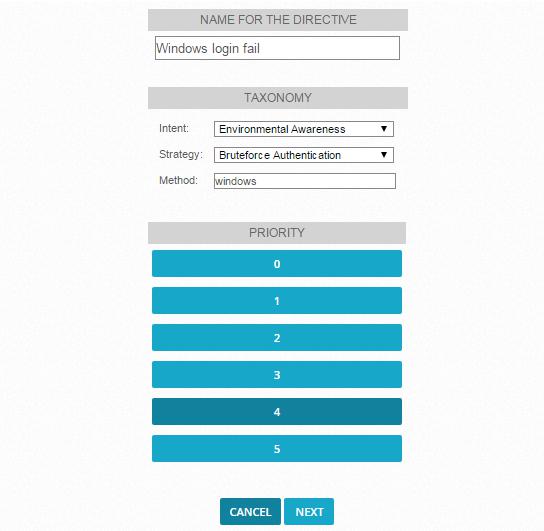 NAME FOR THE DIRECTIVE
Windows login fail
TAXONOMY
Intent: Environmental Awareness
Strategy: Bruteforce Authentication
Method: windows
PRIORITY
0
1
2
3
4
5
CANCEL NEXT